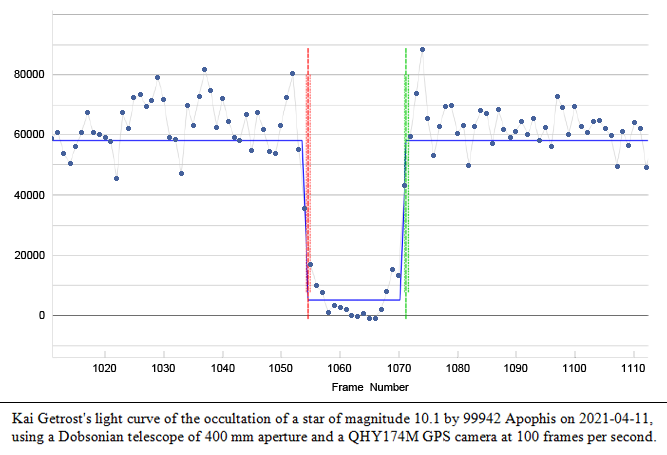 80000
60000
40000
20000
0
1020 1030 1040 1050 1060 1070 1080 1090 1100 1110
Frame Number
Kai Getrost's light curve of the occultation of a star of magnitude 10.1 by 99942 Apophis on 2021-04-11,
using a Dobsonian telescope of 400 mm aperture and a QHY174M GPS camera at 100 frames per second.